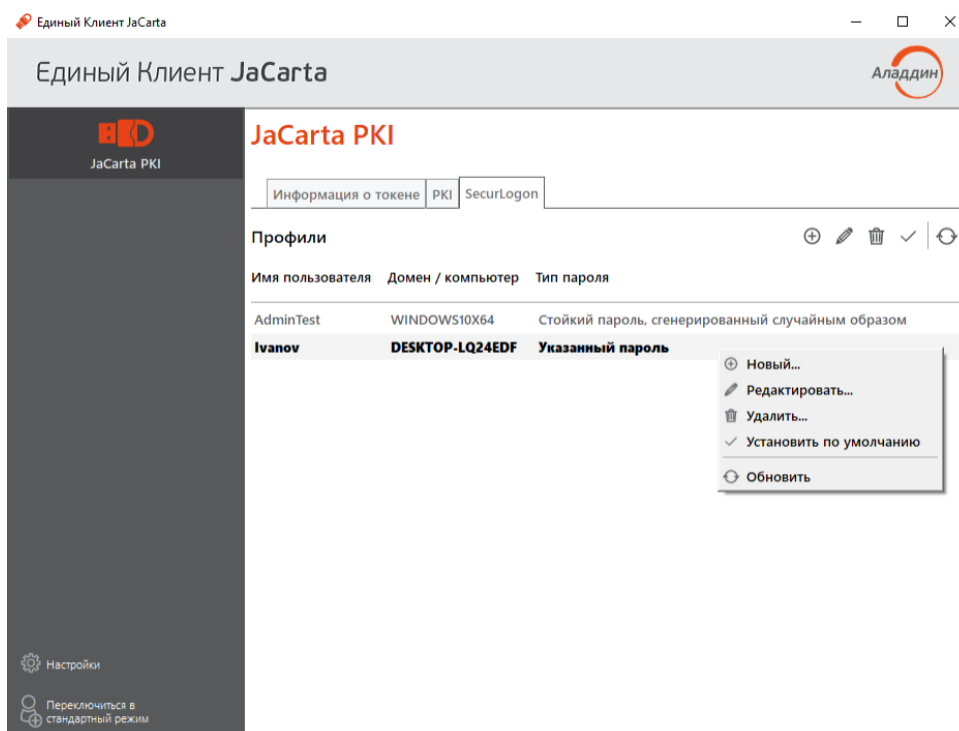 Единый Клиент JaCarta
Единый Клиент JaCarta
Аладдин
JaCarta PKI
JaCarta PKI
Информация о токене PKI SecurLogon
Профили
Имя пользователя Домен / компьютер Тип пароля
AdminTest WINDOWS10X64 Стойкий пароль, сгенерированный случайным образом
Ivanov DESKTOP-LQ24EDF Указанный пароль
Новый...
Редактировать...
Удалить...
Установить по умолчанию
Обновить
Настройки
Переключиться в
стандартный режим